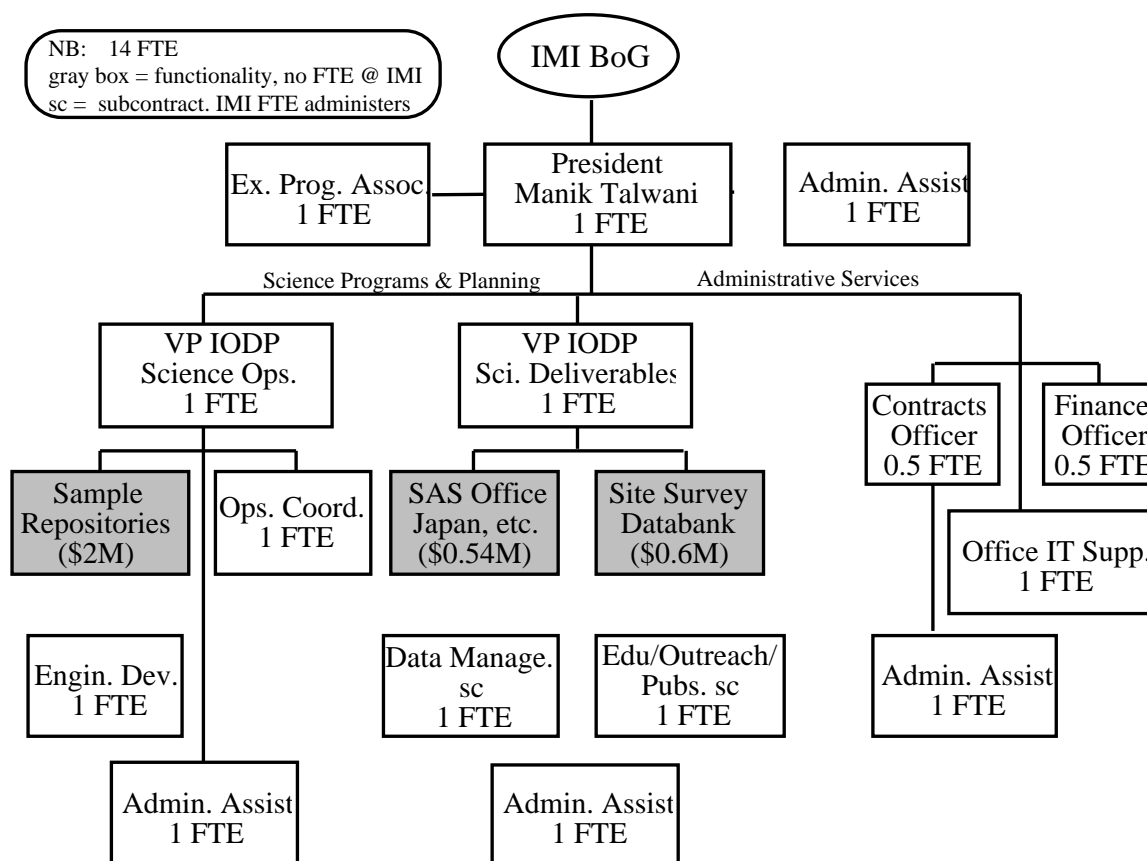 NB: 14 FTE
gray box = functionality, no FTE @ IMI
sc = subcontract. IMI FTE administers
IMI BoG
Ex. Prog. Assoc.
1 FTE
President
Manik Talwani
1 FTE
Admin. Assist
1 FTE
Science Programs & Planning
Administrative Services
VP IODP
Science Ops.
1 FTE
VP IODP
Sci. Deliverables
1 FTE
Contracts
Officer
0.5 FTE
Finance
Officer
0.5 FTE
Sample
Repositories
($2M)
Ops. Coord.
1 FTE
SAS Office
Japan, etc.
($0.54M)
Site Survey
Databank
($0.6M)
Office IT Supp.
1 FTE
Engin. Dev.
1 FTE
Data Manage.
sc
1 FTE
Edu/Outreach/
Pubs. sc
1 FTE
Admin. Assist
1 FTE
Admin. Assist
1 FTE
Admin. Assist
1 FTE